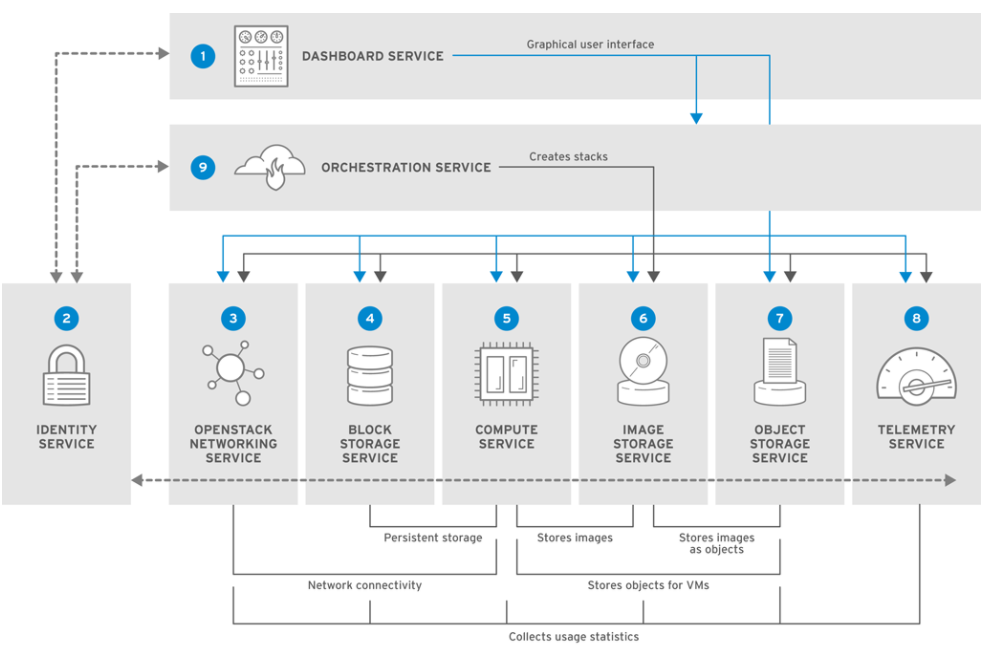 1
DASHBOARD SERVICE
Graphical user interface
9
ORCHESTRATION SERVICE
Creates stacks
2
IDENTITY
SERVICE
3
OPENSTACK
NETWORKING
SERVICE
4
BLOCK
STORAGE
SERVICE
5
COMPUTE
SERVICE
6
IMAGE
STORAGE
SERVICE
7
OBJECT
STORAGE
SERVICE
8
TELEMETRY
SERVICE
Persistent storage
Stores images
Stores images
as objects
Network connectivity
Stores objects for VMs
Collects usage statistics